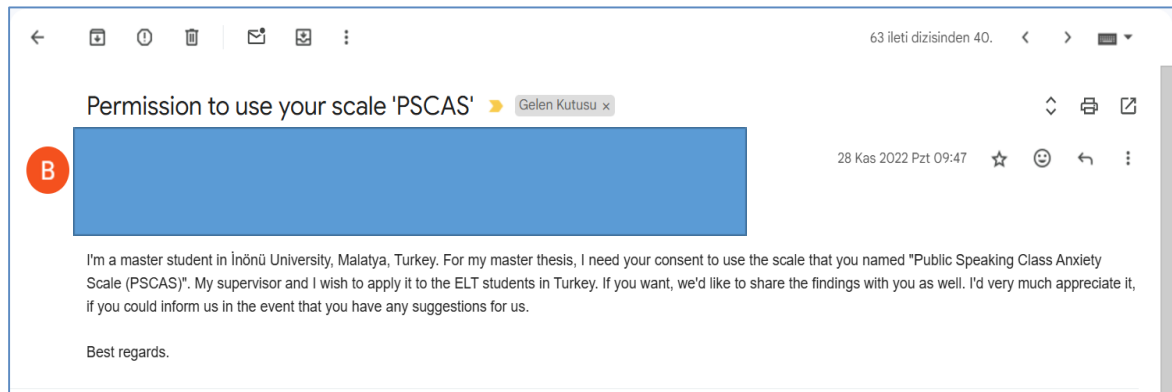 63 ileti dizisinden 40.
Permission to use your scale 'PSCAS'
Gelen Kutusu x
B
28 Kas 2022 Pzt 09:47
I'm a master student in İnönü University, Malatya, Turkey. For my master thesis, I need your consent to use the scale that you named "Public Speaking Class Anxiety
Scale (PSCAS)". My supervisor and I wish to apply it to the ELT students in Turkey. If you want, we'd like to share the findings with you as well. I'd very much appreciate it,
if you could inform us in the event that you have any suggestions for us.
Best regards.